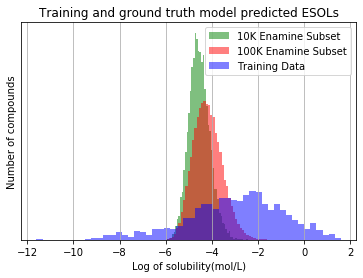 Training and ground truth model predicted ESOLs
10K Enamine Subset
100K Enamine Subset
Training Data
Number of compounds
−12 −10 −8 −6 −4 −2 0 2
Log of solubility(mol/L)